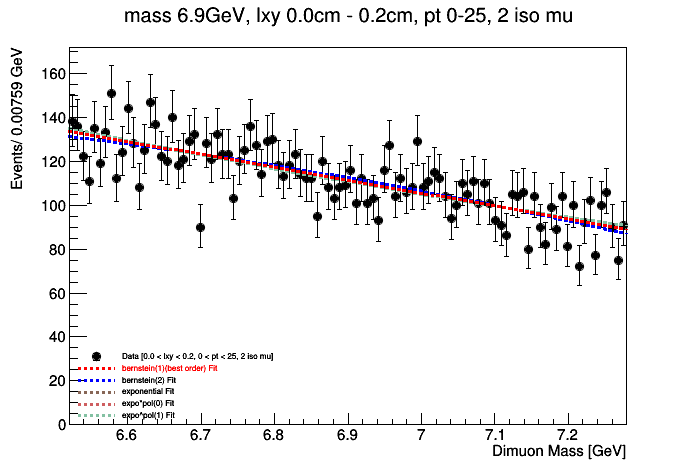 mass 6.9GeV, lxy 0.0cm - 0.2cm, pt 0-25, 2 iso mu
Events/ 0.00759 GeV
160
140
120
100
80
60
40
20
0
Data [0.0 < lxy < 0.2, 0 < pt < 25, 2 iso mu]
bernstein(1)(best order) Fit
bernstein(2) Fit
exponential Fit
expo*pol(0) Fit
expo*pol(1) Fit
6.6 6.7 6.8 6.9 7 7.1 7.2
Dimuon Mass [GeV]